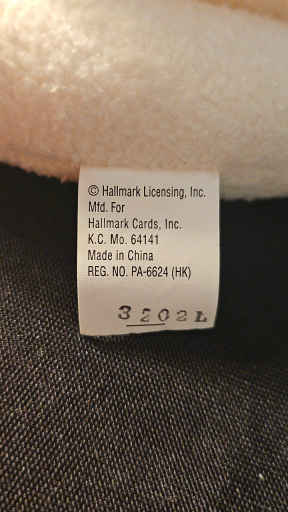 © Hallmark Licensing, Inc.
Mfd. For
Hallmark Cards, Inc.
K.C. Mo. 64141
Made in China
REG. NO. PA-6624 (HK)
3202L